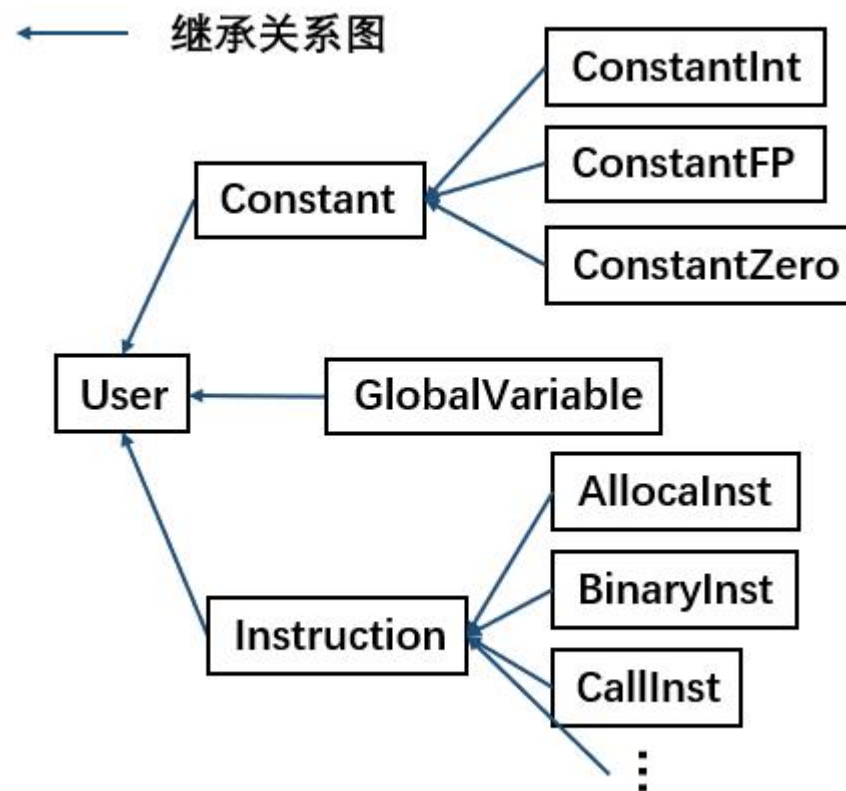 继承关系图
ConstantInt
ConstantFP
Constant
ConstantZero
User
GlobalVariable
AllocaInst
BinaryInst
Instruction
CallInst
⋮